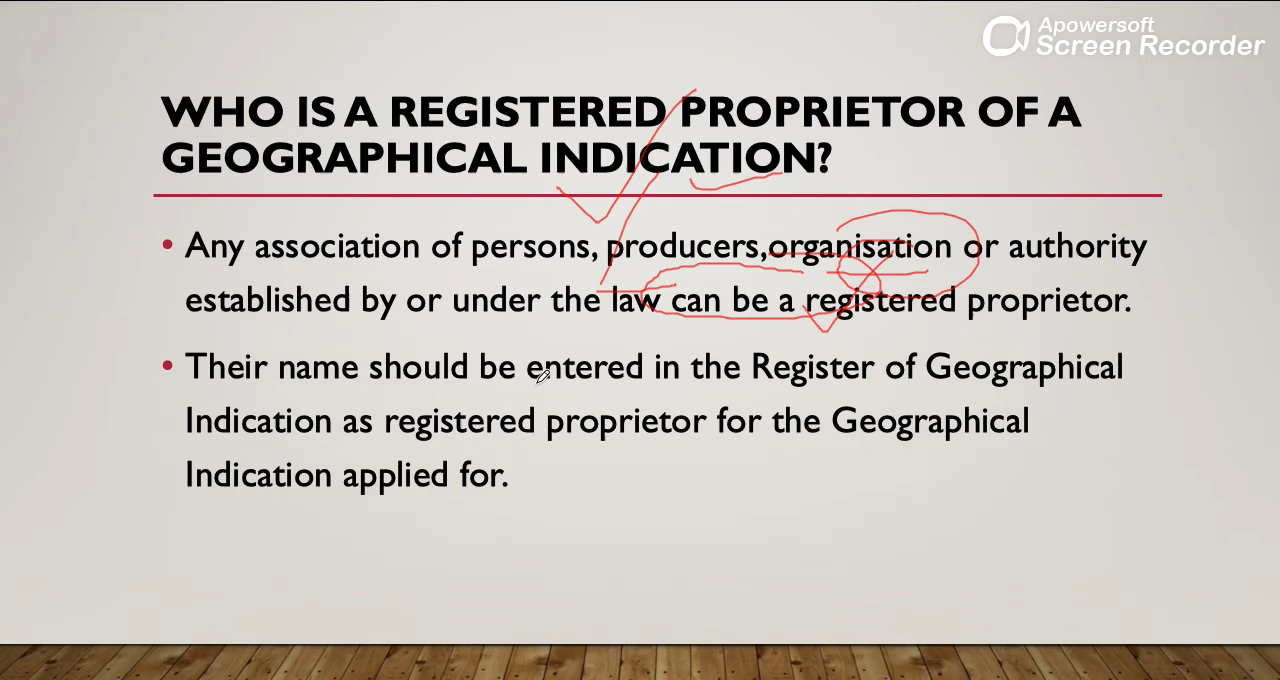 Apowersoft
Screen Recorder
WHO IS A REGISTERED PROPRIETOR OF A
GEOGRAPHICAL INDICATION?
• Any association of persons, producers,organisation or authority
established by or under the law can be a registered proprietor.
• Their name should be entered in the Register of Geographical
Indication as registered proprietor for the Geographical
Indication applied for.